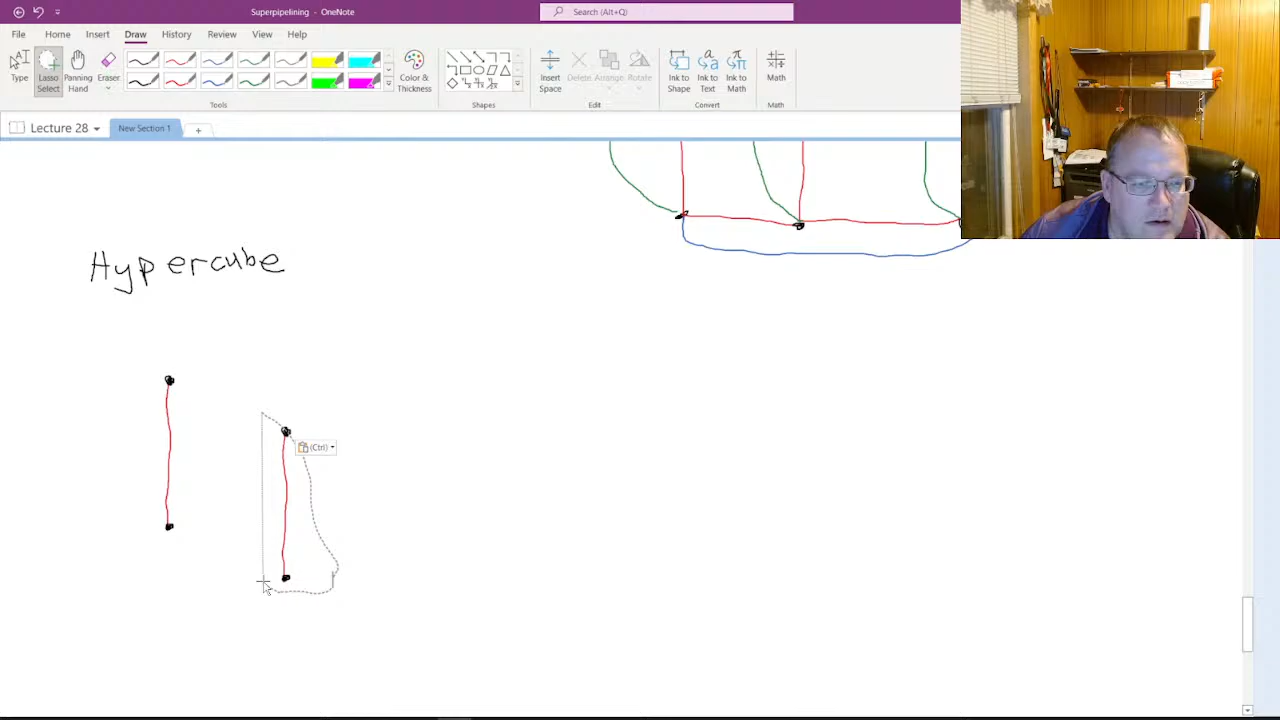 Superpipelining - OneNote
Search (Alt+Q)
File Home Insert Draw History Review View Help
Type
Lasso Select
Panning Hand
Eraser
Color & Thickness
Insert Space
Delete
Arrange
Rotate
Ink to Shape
Ink to Text
Ink to Math
Math
Tools
Shapes
Edit
Convert
Math
Lecture 28
New Section 1
Hypercube
(Ctrl)